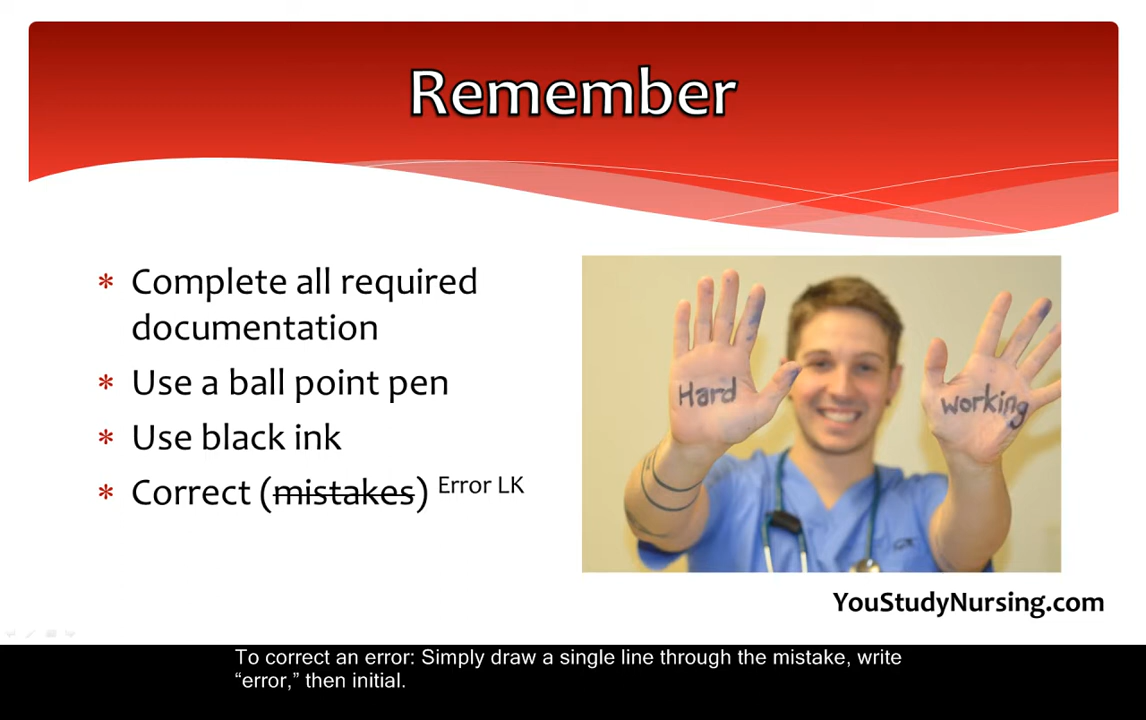 Remember
* Complete all required
documentation
* Use a ball point pen
* Use black ink
* Correct (mistakes) Error LK
Hard
working
YouStudyNursing.com
To correct an error: Simply draw a single line through the mistake, write
“error,” then initial.